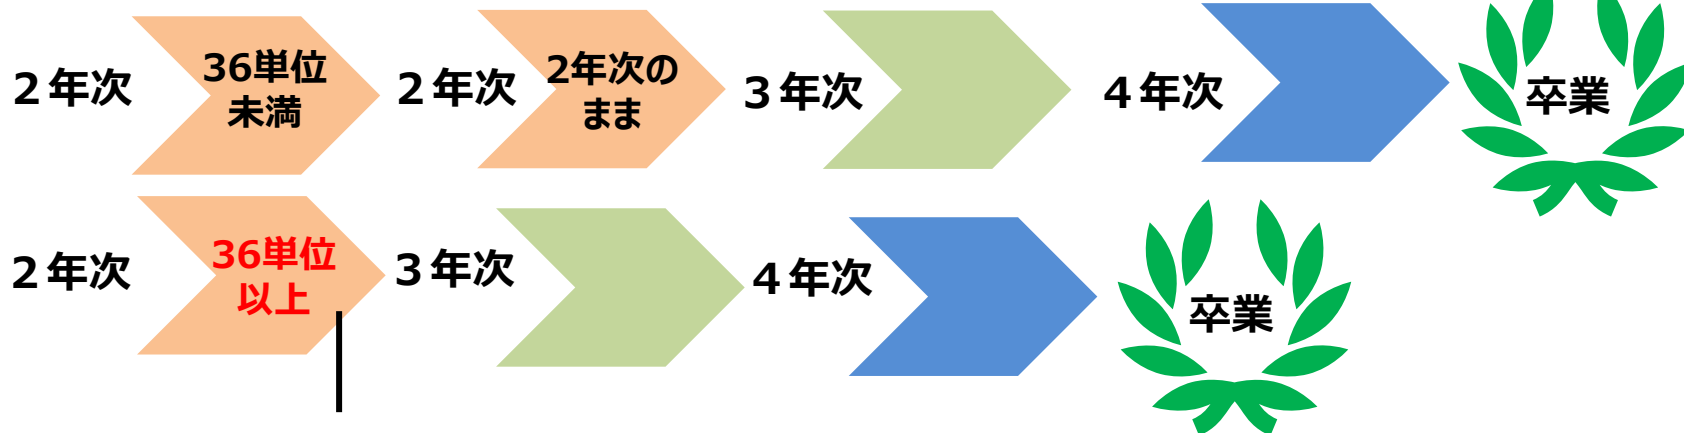 ２年次
36単位
未満
２年次
2年次の
まま
３年次
４年次
卒業
２年次
36単位
以上
３年次
４年次
卒業